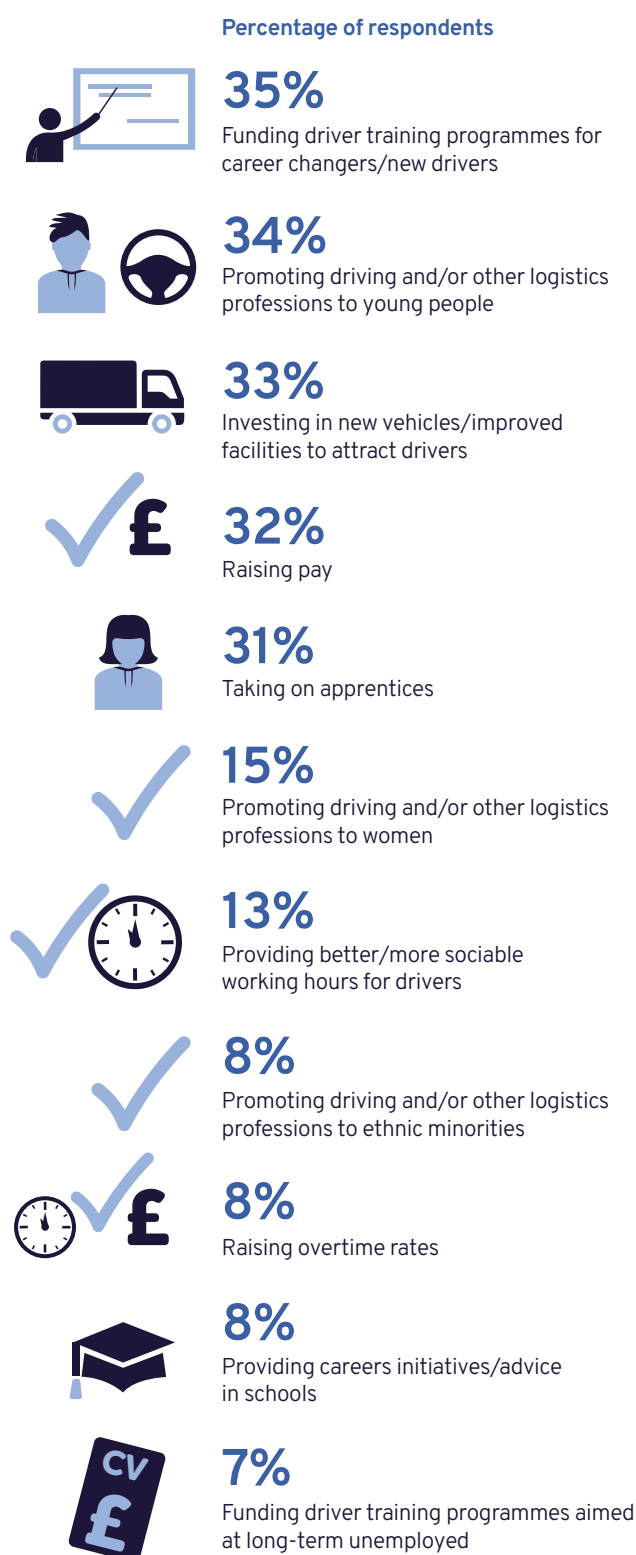 Percentage of respondents
35%
Funding driver training programmes for
career changers/new drivers
34%
Promoting driving and/or other logistics
professions to young people
33%
Investing in new vehicles/improved
facilities to attract drivers
£
32%
Raising pay
31%
Taking on apprentices
15%
Promoting driving and/or other logistics
professions to women
13%
Providing better/more sociable
working hours for drivers
8%
Promoting driving and/or other logistics
professions to ethnic minorities
£
8%
Raising overtime rates
8%
Providing careers initiatives/advice
in schools
CV
£
7%
Funding driver training programmes aimed
at long-term unemployed